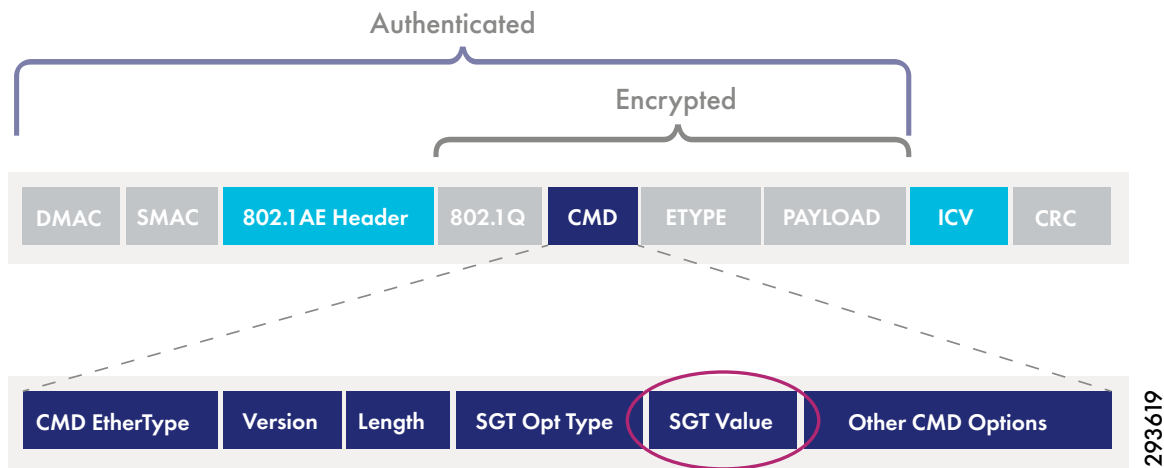 Authenticated
Encrypted
DMAC SMAC 802.1AE Header 802.1Q CMD ETYPE PAYLOAD ICV CRC
CMD EtherType Version Length SGT Opt Type SGT Value Other CMD Options
293619